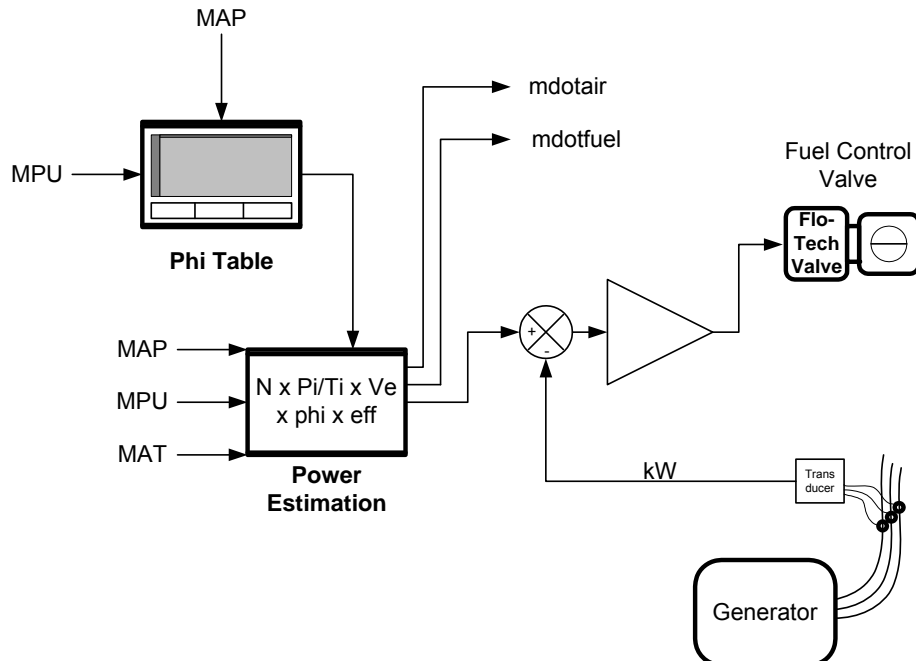 MAP
mdotair
mdotfuel
MPU
Fuel Control
Valve
Flo-
Tech
Valve
Phi Table
MAP
MPU
MAT
N x Pi/Ti x Ve
x phi x eff
+
-
Power
Estimation
kW
Trans
ducer
Generator